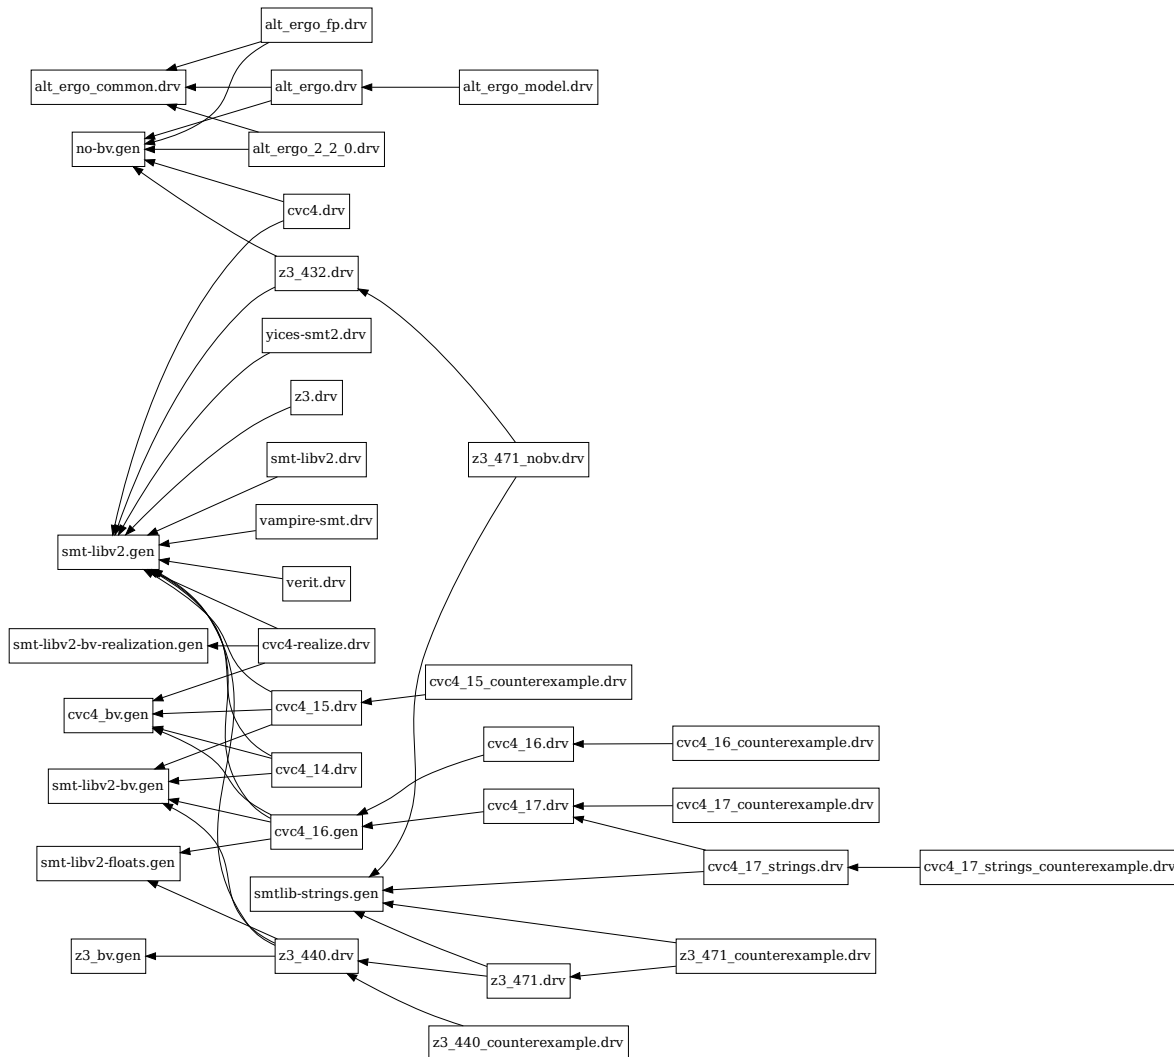 alt_ergo_fp.drv
alt_ergo_common.drv
alt_ergo.drv
alt_ergo_model.drv
no-bv.gen
alt_ergo_2_2_0.drv
cvc4.drv
z3_432.drv
yices-smt2.drv
z3.drv
smt-libv2.drv
z3_471_nobv.drv
vampire-smt.drv
smt-libv2.gen
verit.drv
smt-libv2-bv-realization.gen
cvc4-realize.drv
cvc4_15_counterexample.drv
cvc4_bv.gen
cvc4_15.drv
cvc4_16.drv
cvc4_16_counterexample.drv
smt-libv2-bv.gen
cvc4_14.drv
cvc4_17.drv
cvc4_17_counterexample.drv
cvc4_16.gen
smt-libv2-floats.gen
cvc4_17_strings.drv
cvc4_17_strings_counterexample.drv
smtlib-strings.gen
z3_bv.gen
z3_440.drv
z3_471_counterexample.drv
z3_471.drv
z3_440_counterexample.drv